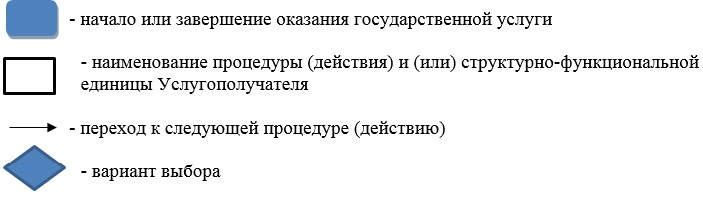 - начало или завершение оказания государственной услуги
- наименование процедуры (действия) и (или) структурно-функциональной
единицы Услугополучателя
- переход к следующей процедуре (действию)
- вариант выбора